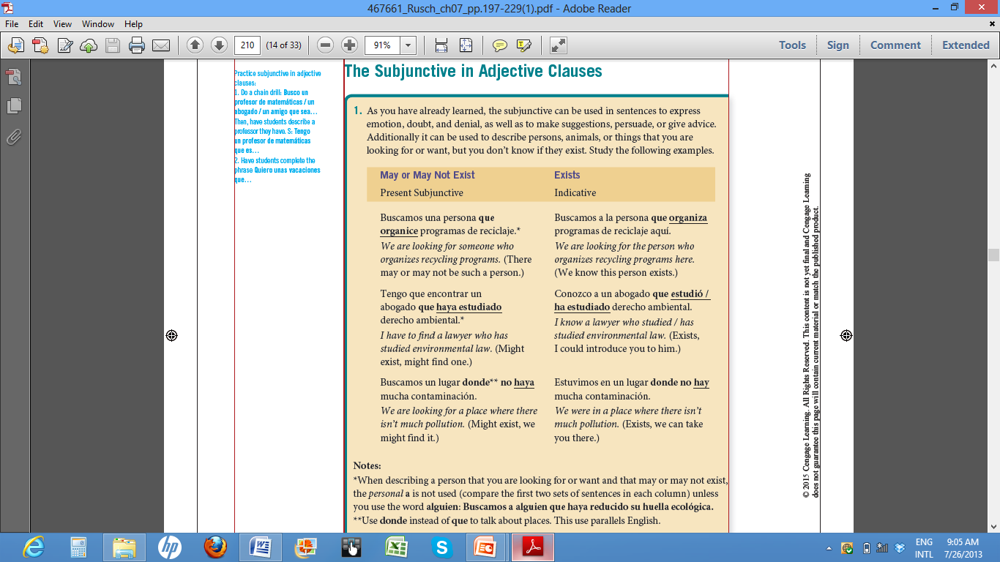 467661_Rusch_ch07_pp.197-229(1).pdf - Adobe Reader
File Edit View Window Help
210 (14 of 33) 91% Tools Sign Comment Extended
Practice subjunctive in adjective
clauses:
1. Do a chain drill: Busco un
profesor de matemáticas / un
abogado / un amigo que sea…
Then, have students describe a
professor they have. S: Tengo
un profesor de matemáticas
que es…
2. Have students complete the
phrase Quiero unas vacaciones
que…
The Subjunctive in Adjective Clauses
1. As you have already learned, the subjunctive can be used in sentences to express
emotion, doubt, and denial, as well as to make suggestions, persuade, or give advice.
Additionally it can be used to describe persons, animals, or things that you are
looking for or want, but you don’t know if they exist. Study the following examples.
May or May Not Exist
Present Subjunctive
Exists
Indicative
Buscamos una persona que
organice programas de reciclaje.*
We are looking for someone who
organizes recycling programs. (There
may or may not be such a person.)
Buscamos a la persona que organiza
programas de reciclaje aquí.
We are looking for the person who
organizes recycling programs here.
(We know this person exists.)
Tengo que encontrar un
abogado que haya estudiado
derecho ambiental.*
I have to find a lawyer who has
studied environmental law. (Might
exist, might find one.)
Conozco a un abogado que estudió /
ha estudiado derecho ambiental.
I know a lawyer who studied / has
studied environmental law. (Exists,
I could introduce you to him.)
Buscamos un lugar donde** no haya
mucha contaminación.
We are looking for a place where there
isn’t much pollution. (Might exist, we
might find it.)
Estuvimos en un lugar donde no hay
mucha contaminación.
We were in a place where there isn’t
much pollution. (Exists, we can take
you there.)
Notes:
*When describing a person that you are looking for or want and that may or may not exist,
the personal a is not used (compare the first two sets of sentences in each column) unless
you use the word alguien: Buscamos a alguien que haya reducido su huella ecológica.
**Use donde instead of que to talk about places. This use parallels English.
© 2015 Cengage Learning. All Rights Reserved. This content is not yet final and Cengage Learning
does not guarantee this page will contain current material or match the published product.
ENG
INTL
9:05 AM
7/26/2013